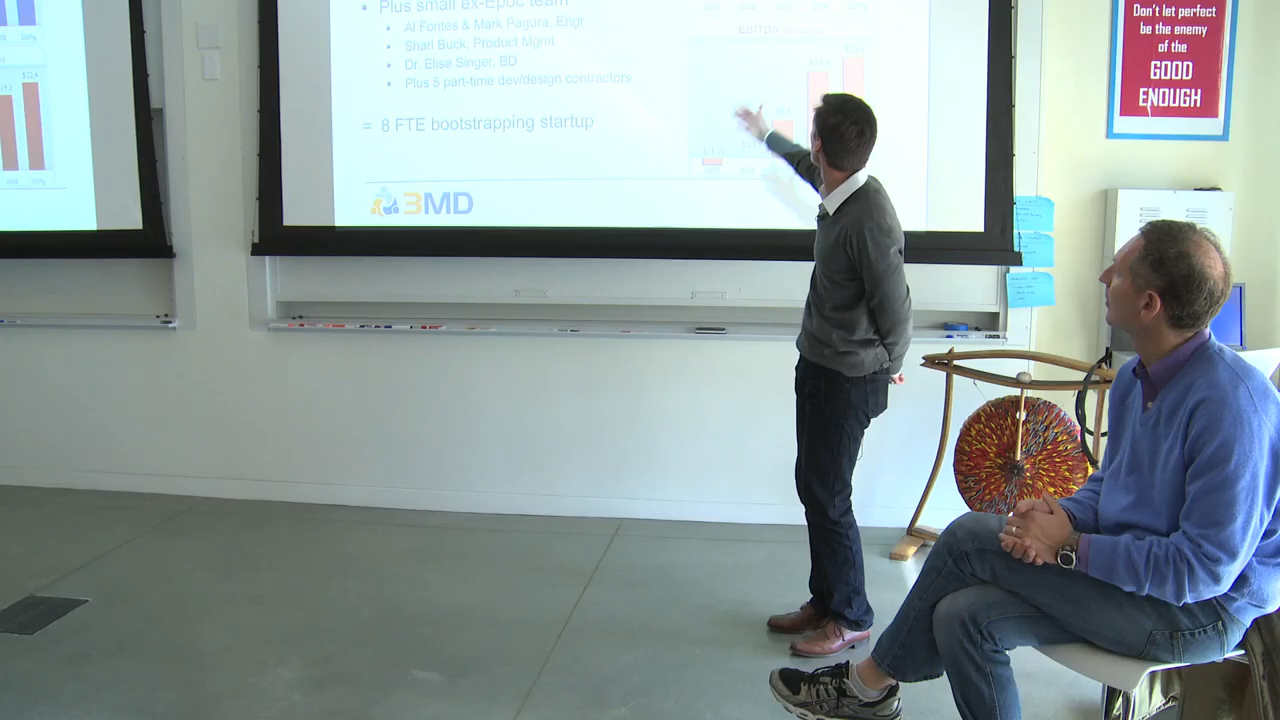 Plus small ex-Epoc team
Al Fontes & Mark Pagura, Engr
Shari Buck, Product Mgmt
Dr. Elise Singer, BD
Plus 5 part-time dev/design contractors
= 8 FTE bootstrapping startup
3MD
EBITDA
Don't let perfect
be the enemy
of the
GOOD
ENOUGH